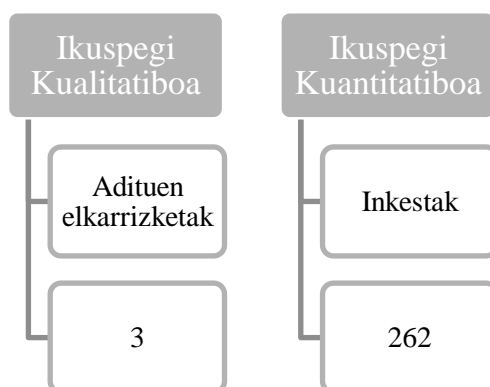 Ikuspegi
Kualitatiboa
Adituen
elkarrizketak
3
Ikuspegi
Kuantitatiboa
Inkestak
262